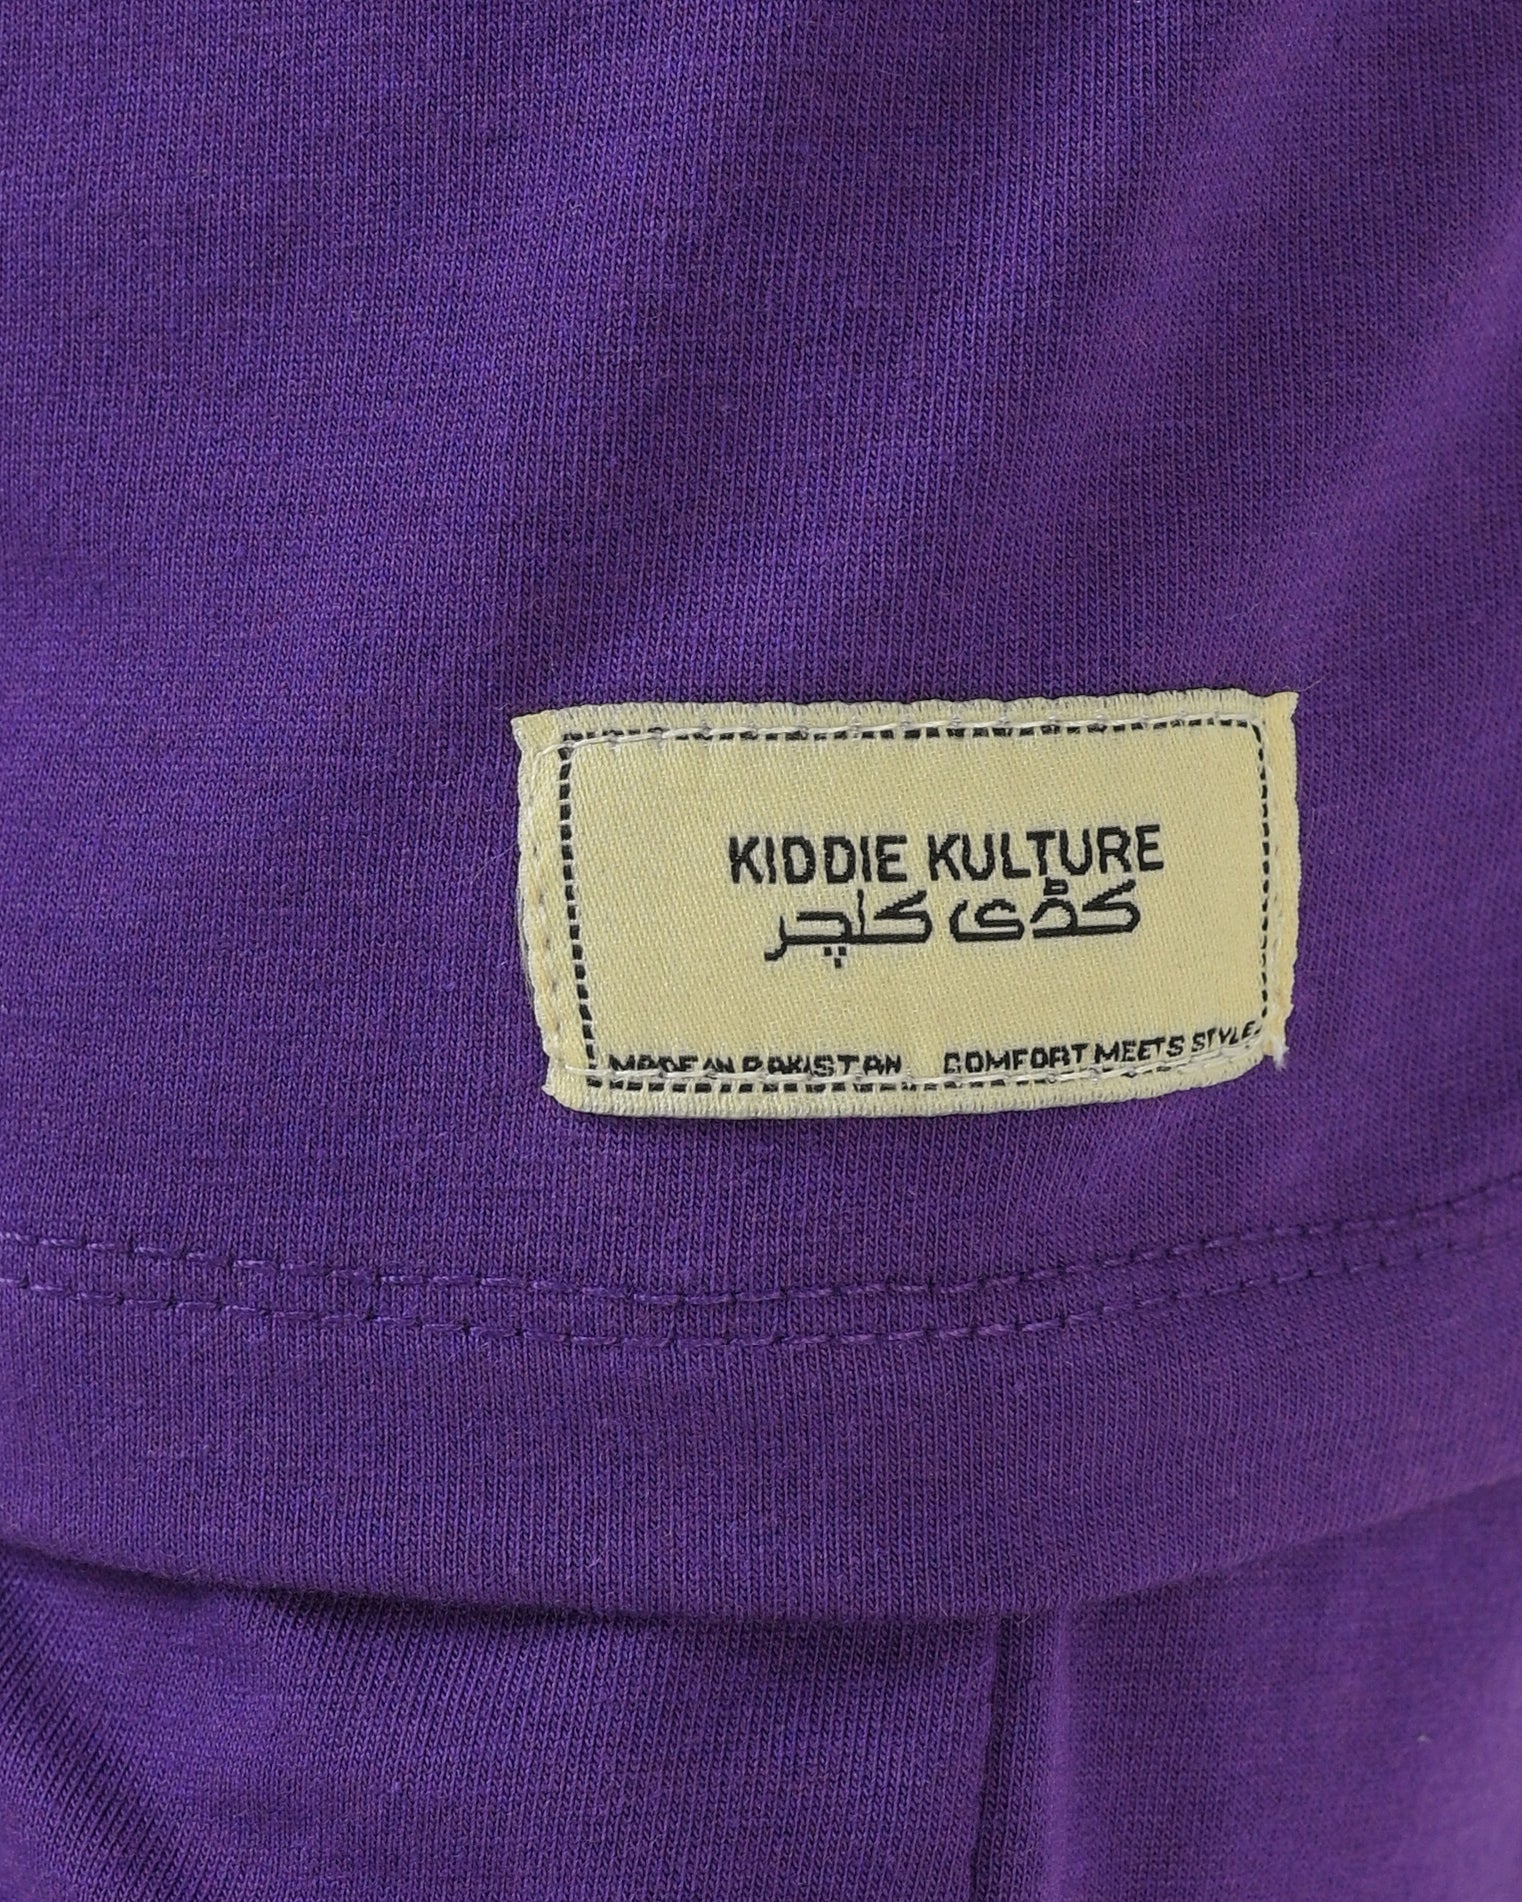 KIDDIE KULTURE
کڈی کلچر
MADE IN PAKISTAN COMFORT MEETS STYLE